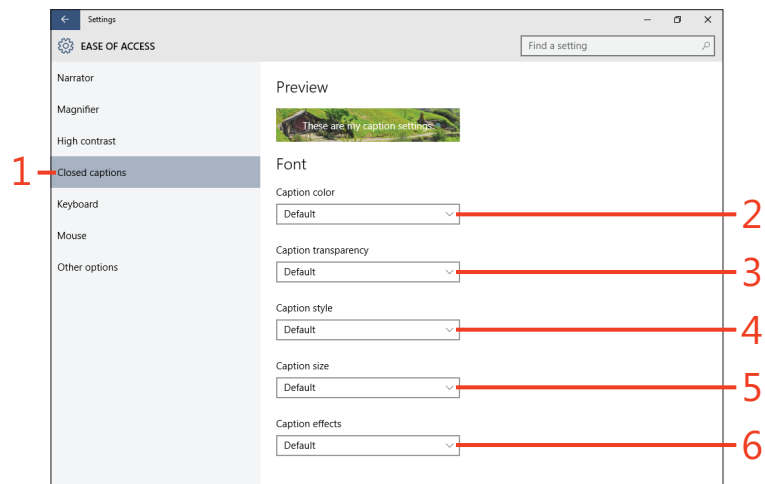 Settings
EASE OF ACCESS
Find a setting
Narrator
Magnifier
High contrast
1
Closed captions
Keyboard
Mouse
Other options
Preview
These are my caption settings.
Font
Caption color
Default
2
Caption transparency
Default
3
Caption style
Default
4
Caption size
Default
5
Caption effects
Default
6